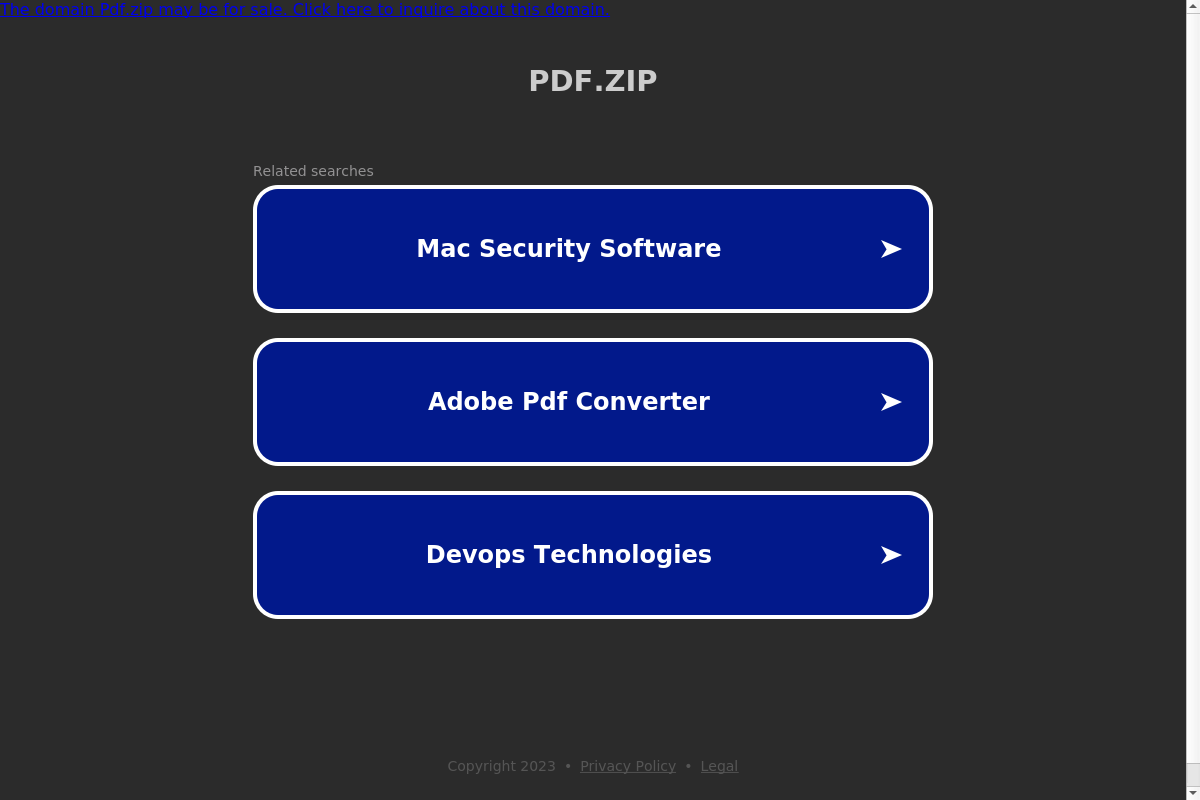 The domain Pdf.zip may be for sale. Click here to inquire about this domain.
PDF.ZIP
Related searches
Mac Security Software
Adobe Pdf Converter
Devops Technologies
Copyright 2023 • Privacy Policy • Legal